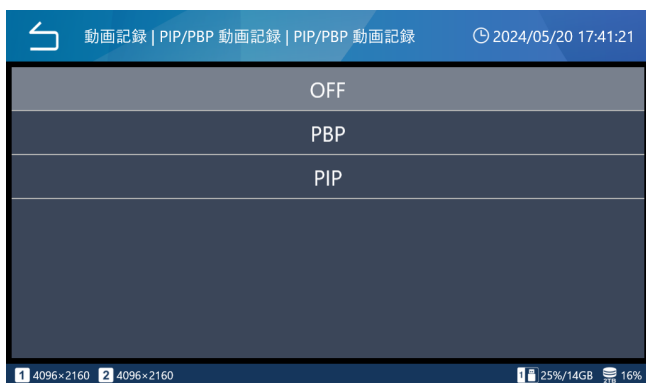 動画記録 | PIP/PBP 動画記録 | PIP/PBP 動画記録 2024/05/20 17:41:21
OFF
PBP
PIP
1 4096×2160 2 4096×2160 1 25%/14GB 2TB 16%